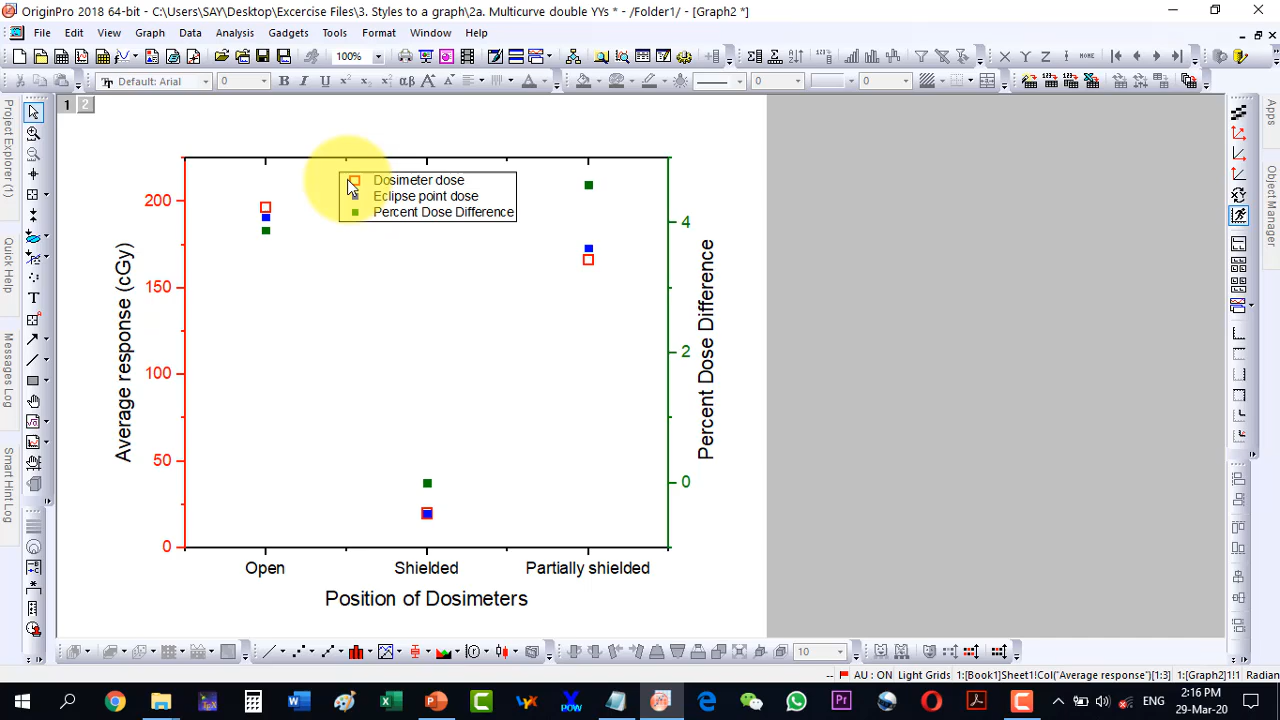 OriginPro 2018 64-bit - C:\Users\SAY\Desktop\Excercise Files\3. Styles to a graph\2a. Multicurve double YYs * - /Folder1/ - [Graph2 *]
File Edit View Graph Data Analysis Gadgets Tools Format Window Help
100%
Default: Arial 0 0 0
1 2
Project Explorer (1)
Quick Help
Messages Log
Smart Hint Log
Apps
Object Manager
Dosimeter dose
Eclipse point dose
Percent Dose Difference
Average response (cGy)
200
150
100
50
0
4
2
0
Percent Dose Difference
Open Shielded Partially shielded
Position of Dosimeters
10
-- AU : ON Light Grids 1:[Book1]Sheet1!Col("Average response")[1:3] 1:[Graph2]1!1 Radian
ENG
2:16 PM
29-Mar-20